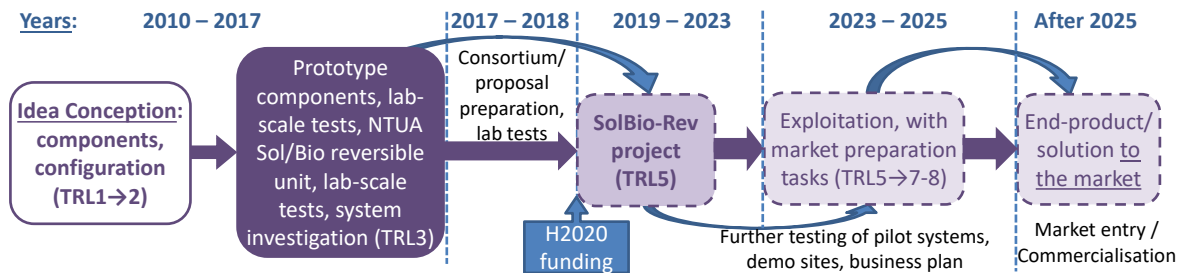 Years:
2010 – 2017
2017 – 2018
2019 – 2023
2023 – 2025
After 2025
Idea Conception:
components,
configuration
(TRL1→2)
Prototype
components, lab-
scale tests, NTUA
Sol/Bio reversible
unit, lab-scale
tests, system
investigation (TRL3)
Consortium/
proposal
preparation,
lab tests
SolBio-Rev
project
(TRL5)
H2020
funding
Exploitation, with
market preparation
tasks (TRL5→7-8)
Further testing of pilot systems,
demo sites, business plan
End-product/
solution to
the market
Market entry /
Commercialisation